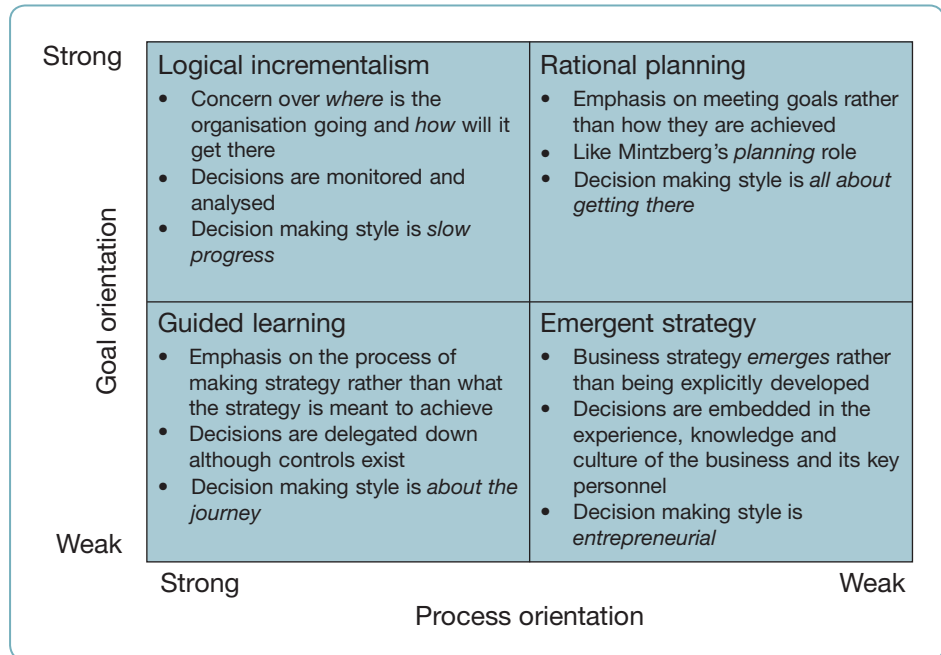 Strong
Goal orientation
Weak
Logical incrementalism
• Concern over where is the
organisation going and how will it
get there
• Decisions are monitored and
analysed
• Decision making style is slow
progress
Rational planning
• Emphasis on meeting goals rather
than how they are achieved
• Like Mintzberg's planning role
• Decision making style is all about
getting there
Guided learning
• Emphasis on the process of
making strategy rather than what
the strategy is meant to achieve
• Decisions are delegated down
although controls exist
• Decision making style is about the
journey
Emergent strategy
• Business strategy emerges rather
than being explicitly developed
• Decisions are embedded in the
experience, knowledge and
culture of the business and its key
personnel
• Decision making style is
entrepreneurial
Strong
Weak
Process orientation